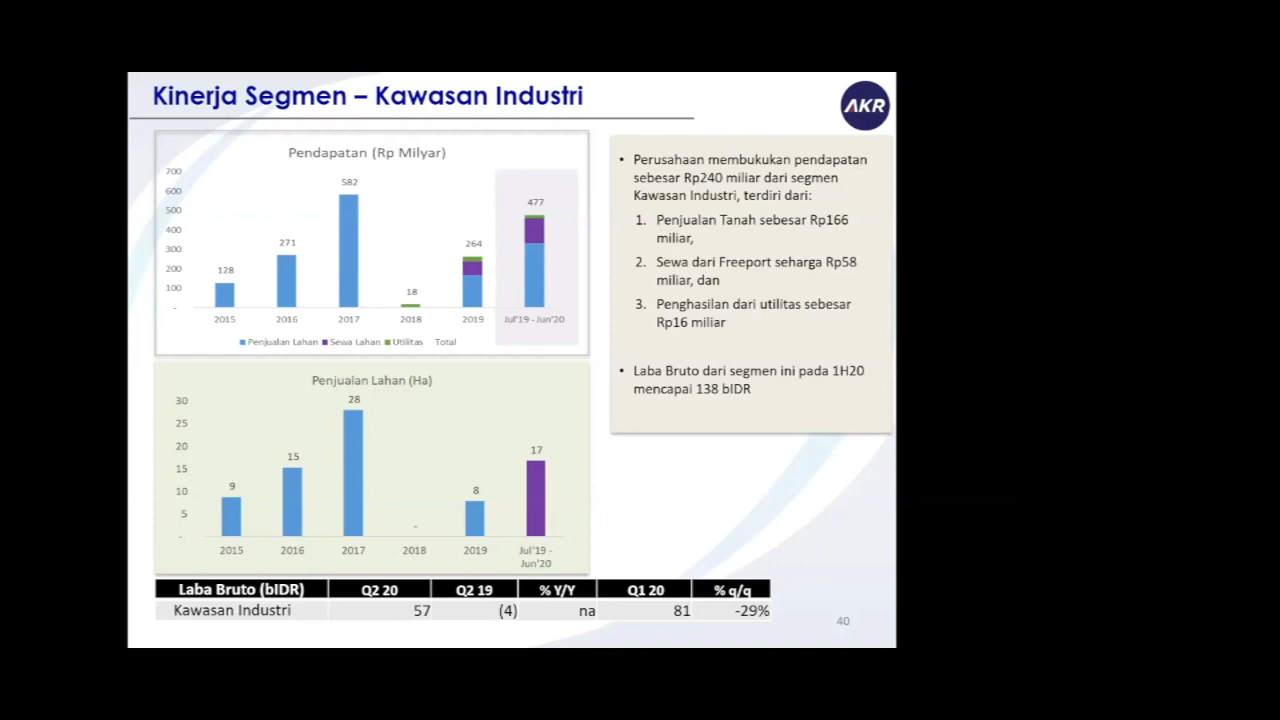 Kinerja Segmen – Kawasan Industri
AKR
Pendapatan (Rp Milyar)
700
600
500
400
300
200
100
-
128
271
582
18
264
477
2015
2016
2017
2018
2019
Jul'19 - Jun'20
Penjualan Lahan
Sewa Lahan
Utilitas
Total
Penjualan Lahan (Ha)
30
25
20
15
10
5
-
9
15
28
-
8
17
2015
2016
2017
2018
2019
Jul'19 -
Jun'20
• Perusahaan membukukan pendapatan
sebesar Rp240 miliar dari segmen
Kawasan Industri, terdiri dari:
1. Penjualan Tanah sebesar Rp166
miliar,
2. Sewa dari Freeport seharga Rp58
miliar, dan
3. Penghasilan dari utilitas sebesar
Rp16 miliar
• Laba Bruto dari segmen ini pada 1H20
mencapai 138 bIDR
Laba Bruto (bIDR) Q2 20 Q2 19 % Y/Y Q1 20 % q/q
Kawasan Industri 57 (4) na 81 -29%
40